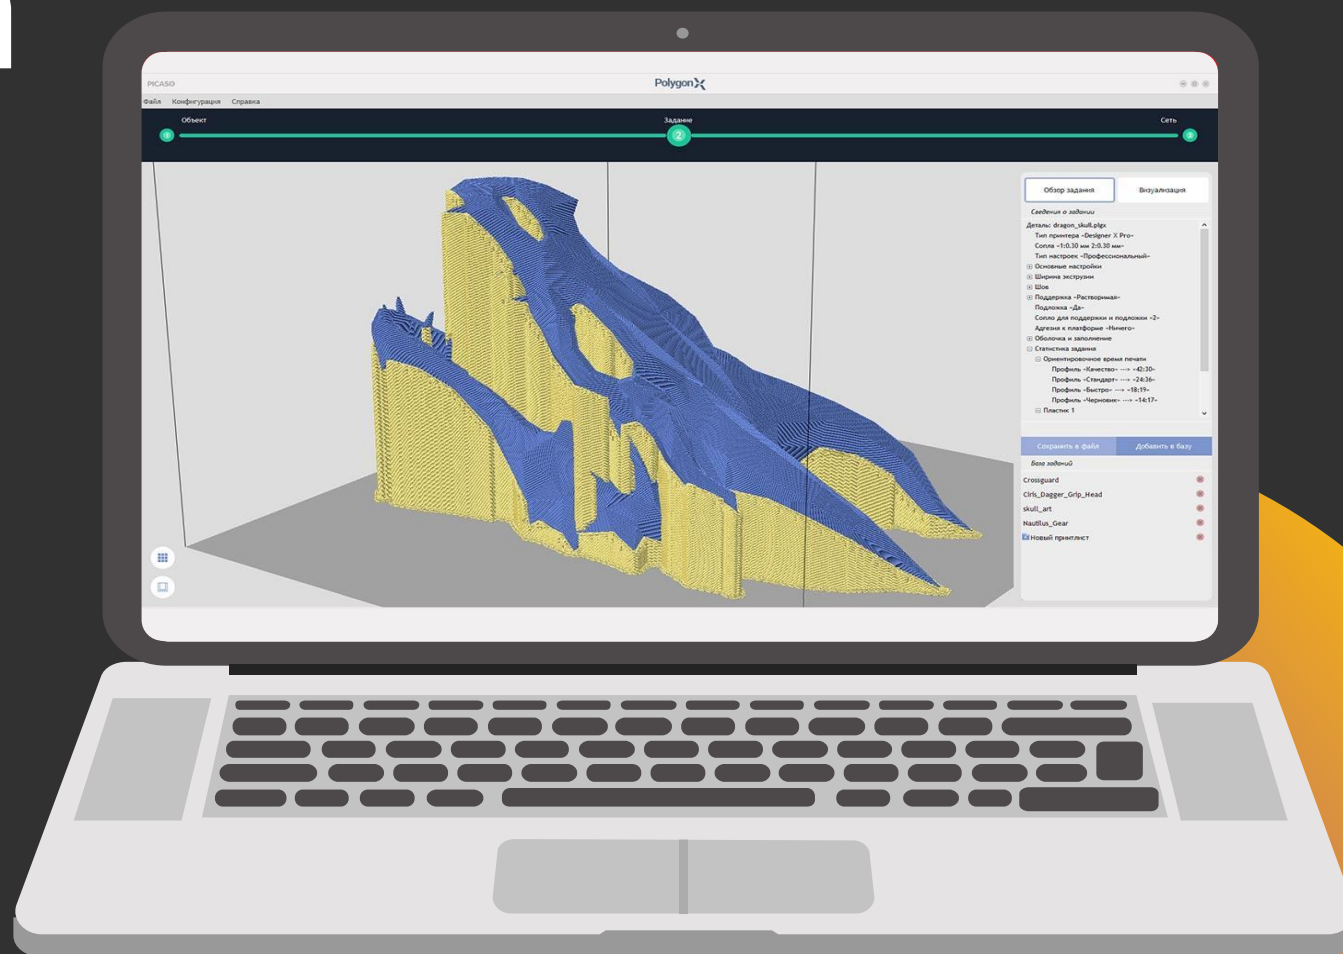 PICASO
Polygon X
Файл Конфигурация Справка
Объект
Задание
Сеть
2
Обзор задания
Визуализация
Сведения о задании
Деталь: dragon_skull.plgx
Тип принтера «Designer X Pro»
Сопла «1:0.30 мм 2:0.30 мм»
Тип настроек «Профессиональный»
Основные настройки
Ширина экструзии
Шов
Поддержка «Растворимая»
Подложка «Да»
Сопло для поддержки и подложки «2»
Адгезия к платформе «Ничего»
Оболочка и заполнение
Статистика задания
Ориентировочное время печати
Профиль «Качество» ---> «42:30»
Профиль «Стандарт» ---> «24:36»
Профиль «Быстро» ---> «18:19»
Профиль «Черновик» ---> «14:17»
Пластик 1
Сохранить в файл
Добавить в базу
База заданий
Crossguard
Ciris_Dagger_Grip_Head
skull_art
Nautilus_Gear
Новый принтлист